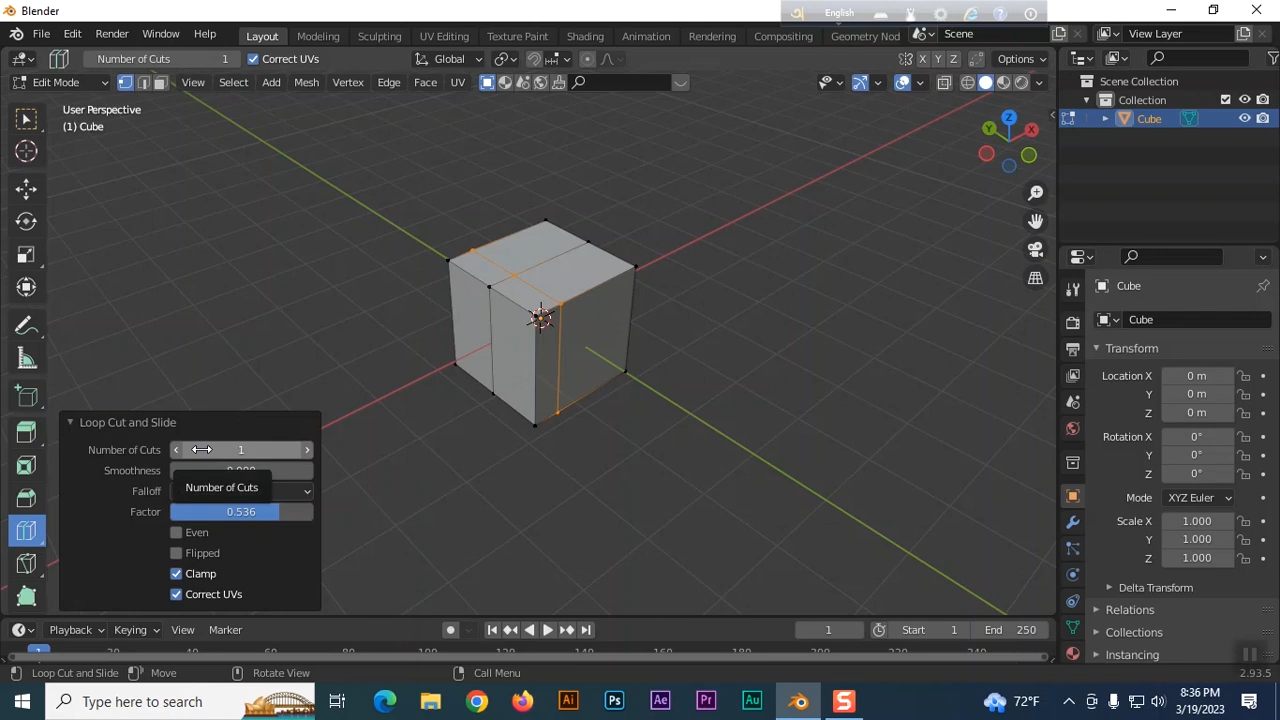 Blender
English
File Edit Render Window Help
Layout Modeling Sculpting UV Editing Texture Paint Shading Animation Rendering Compositing Geometry Nod
Scene
View Layer
Number of Cuts 1
Correct UVs
Global
X Y Z
Options
Edit Mode
View Select Add Mesh Vertex Edge Face UV
Scene Collection
Collection
Cube
User Perspective
(1) Cube
Z
Y
X
Cube
Cube
Transform
Location X 0 m
Y 0 m
Z 0 m
Rotation X 0°
Y 0°
Z 0°
Mode XYZ Euler
Scale X 1.000
Y 1.000
Z 1.000
Delta Transform
Relations
Collections
Instancing
Loop Cut and Slide
Number of Cuts 1
Smoothness
Number of Cuts
Falloff
Factor 0.536
Even
Flipped
Clamp
Correct UVs
Playback Keying View Marker
1
Start 1
End 250
Loop Cut and Slide
Move
Rotate View
Call Menu
2.93.5
Type here to search
Ai Ps Ae Pr Au S
72°F
3:36 PM
3/19/2023